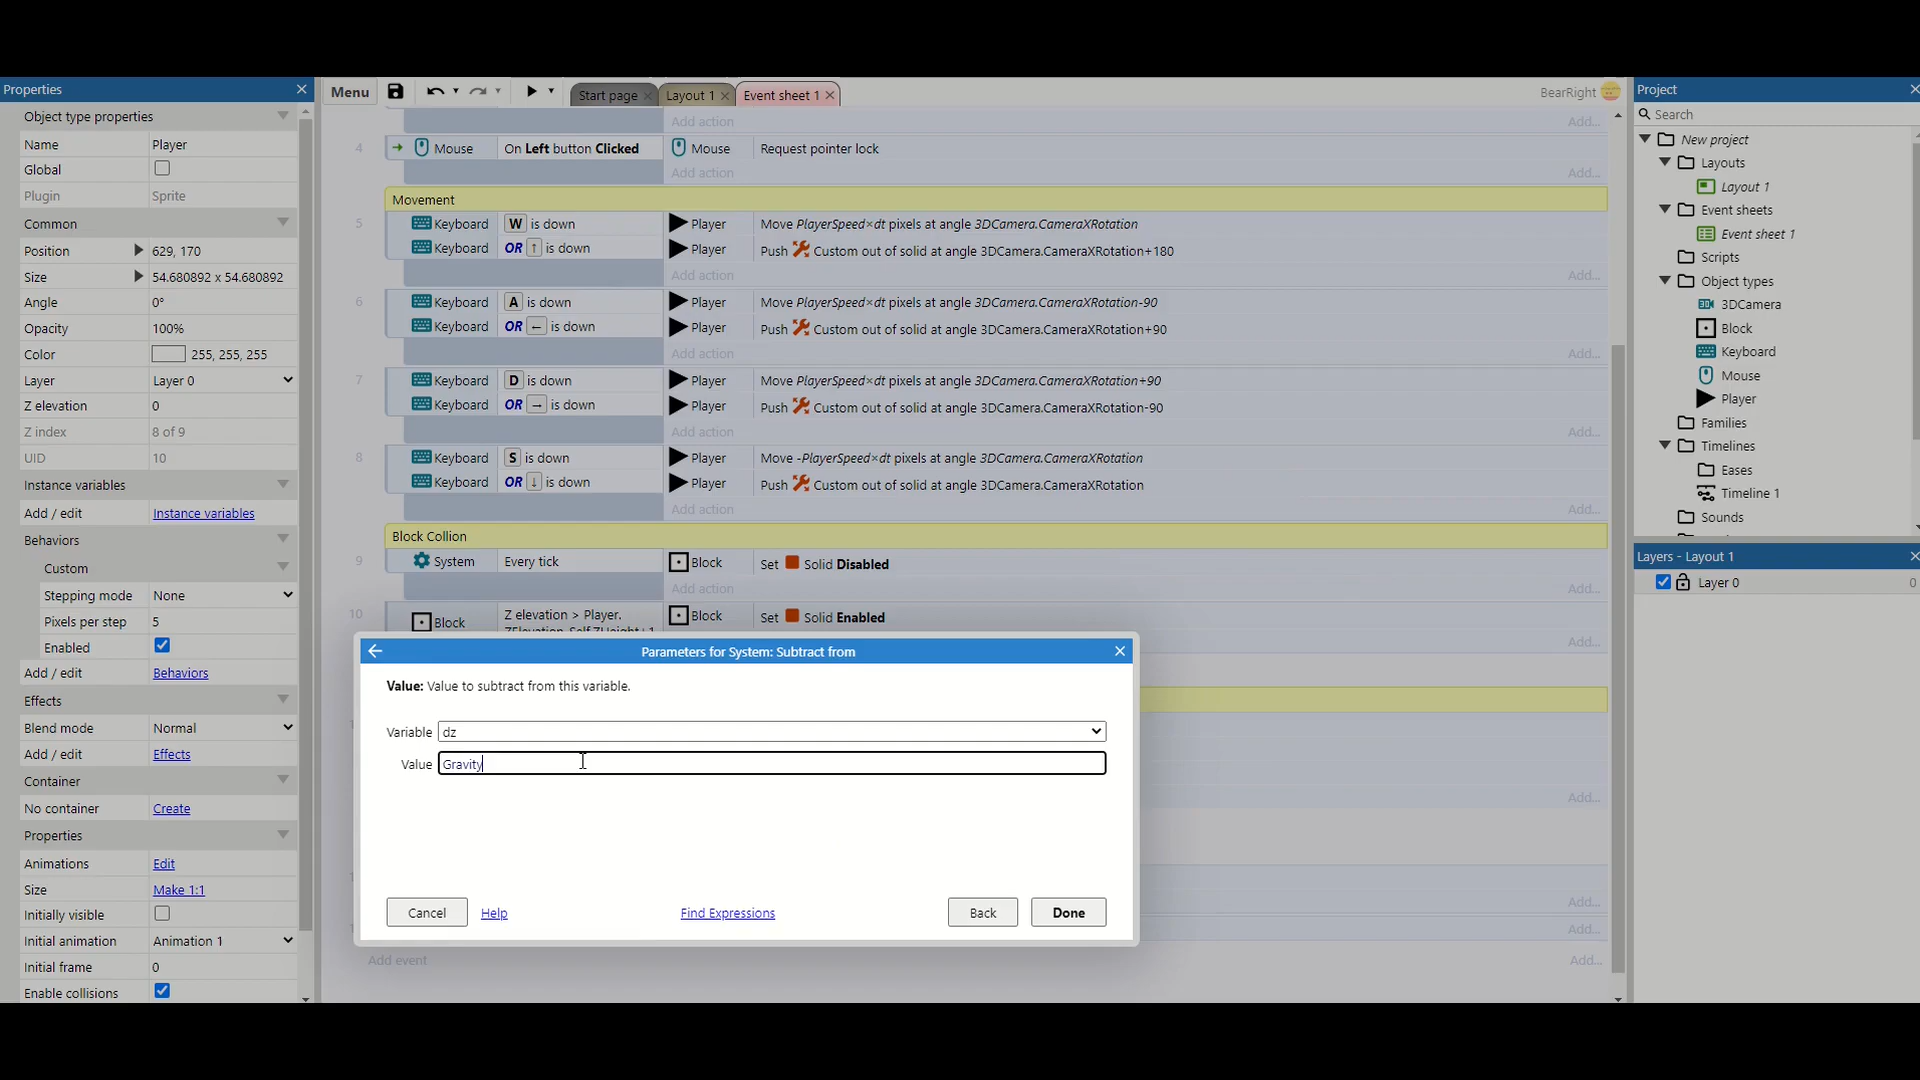 Properties
Object type properties
Name Player
Global
Plugin Sprite
Common
Position 629, 170
Size 54.680892 x 54.680892
Angle 0°
Opacity 100%
Color 255, 255, 255
Layer Layer 0
Z elevation 0
Z index 8 of 9
UID 10
Instance variables
Add / edit Instance variables
Behaviors
Custom
Stepping mode None
Pixels per step 5
Enabled
Add / edit Behaviors
Effects
Blend mode Normal
Add / edit Effects
Container
No container Create
Properties
Animations Edit
Size Make 1:1
Initially visible
Initial animation Animation 1
Initial frame 0
Enable collisions
Menu Start page Layout 1 Event sheet 1 BearRight
Add action Add...
4 Mouse On Left button Clicked Mouse Request pointer lock
Add action Add...
Movement
5 Keyboard W is down Player Move PlayerSpeed×dt pixels at angle 3DCamera.CameraXRotation
Keyboard OR ↑ is down Player Push Custom out of solid at angle 3DCamera.CameraXRotation+180
Add action Add...
6 Keyboard A is down Player Move PlayerSpeed×dt pixels at angle 3DCamera.CameraXRotation-90
Keyboard OR ← is down Player Push Custom out of solid at angle 3DCamera.CameraXRotation+90
Add action Add...
7 Keyboard D is down Player Move PlayerSpeed×dt pixels at angle 3DCamera.CameraXRotation+90
Keyboard OR → is down Player Push Custom out of solid at angle 3DCamera.CameraXRotation-90
Add action Add...
8 Keyboard S is down Player Move -PlayerSpeed×dt pixels at angle 3DCamera.CameraXRotation
Keyboard OR ↓ is down Player Push Custom out of solid at angle 3DCamera.CameraXRotation
Add action Add...
Block Collion
9 System Every tick Block Set Solid Disabled
Add action Add...
10 Block Z elevation > Player. Block Set Solid Enabled
ZElevation-Self.ZHeight+1
Add...
Parameters for System: Subtract from
Value: Value to subtract from this variable.
Variable dz
Value Gravity
Cancel Help Find Expressions Back Done
Add...
Add...
Add...
Add event Add...
Project
Search
New project
Layouts
Layout 1
Event sheets
Event sheet 1
Scripts
Object types
3DCamera
Block
Keyboard
Mouse
Player
Families
Timelines
Eases
Timeline 1
Sounds
Layers - Layout 1
Layer 0 0